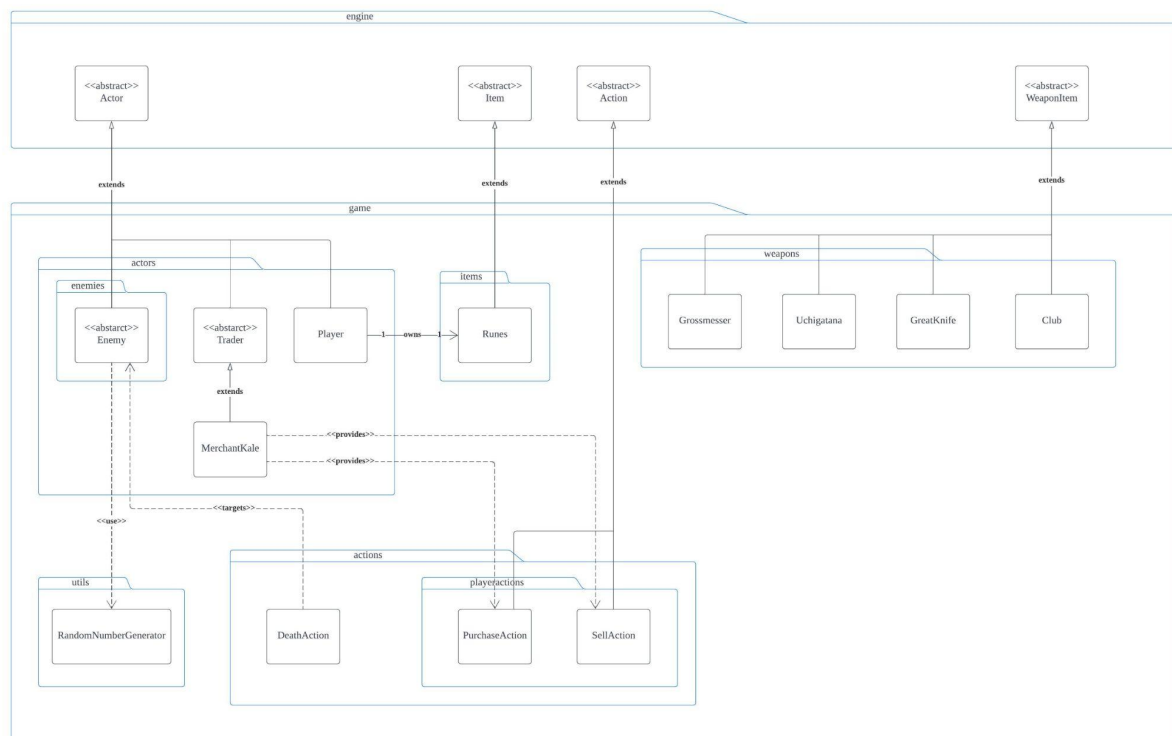 engine
<<abstract>>
Actor
<<abstract>>
Item
<<abstract>>
Action
<<abstract>>
WeaponItem
extends
extends
extends
extends
game
actors
enemies
items
weapons
<<abstarct>>
Enemy
<<abstarct>>
Trader
Player
1
owns
1
Runes
Grossmesser
Uchigatana
GreatKnife
Club
extends
MerchantKale
<<provides>>
<<provides>>
<<targets>>
<<use>>
actions
utils
playeractions
RandomNumberGenerator
DeathAction
PurchaseAction
SellAction